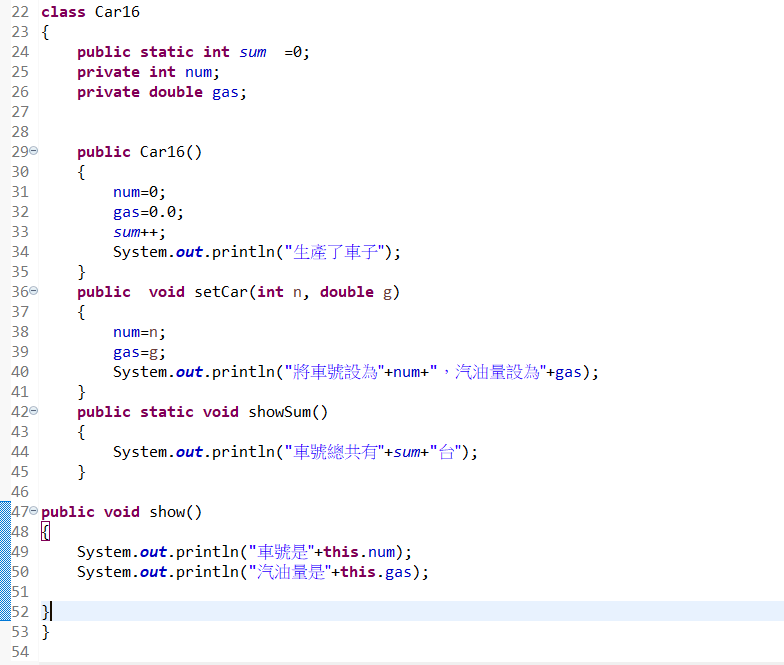 22 class Car16
23 {
24     public static int sum  =0;
25     private int num;
26     private double gas;
27
28
29     public Car16()
30     {
31         num=0;
32         gas=0.0;
33         sum++;
34         System.out.println("生產了車子");
35     }
36     public  void setCar(int n, double g)
37     {
38         num=n;
39         gas=g;
40         System.out.println("將車號設為"+num+"，汽油量設為"+gas);
41     }
42     public static void showSum()
43     {
44         System.out.println("車號總共有"+sum+"台");
45     }
46
47 public void show()
48 {
49     System.out.println("車號是"+this.num);
50     System.out.println("汽油量是"+this.gas);
51
52 }
53 }
54